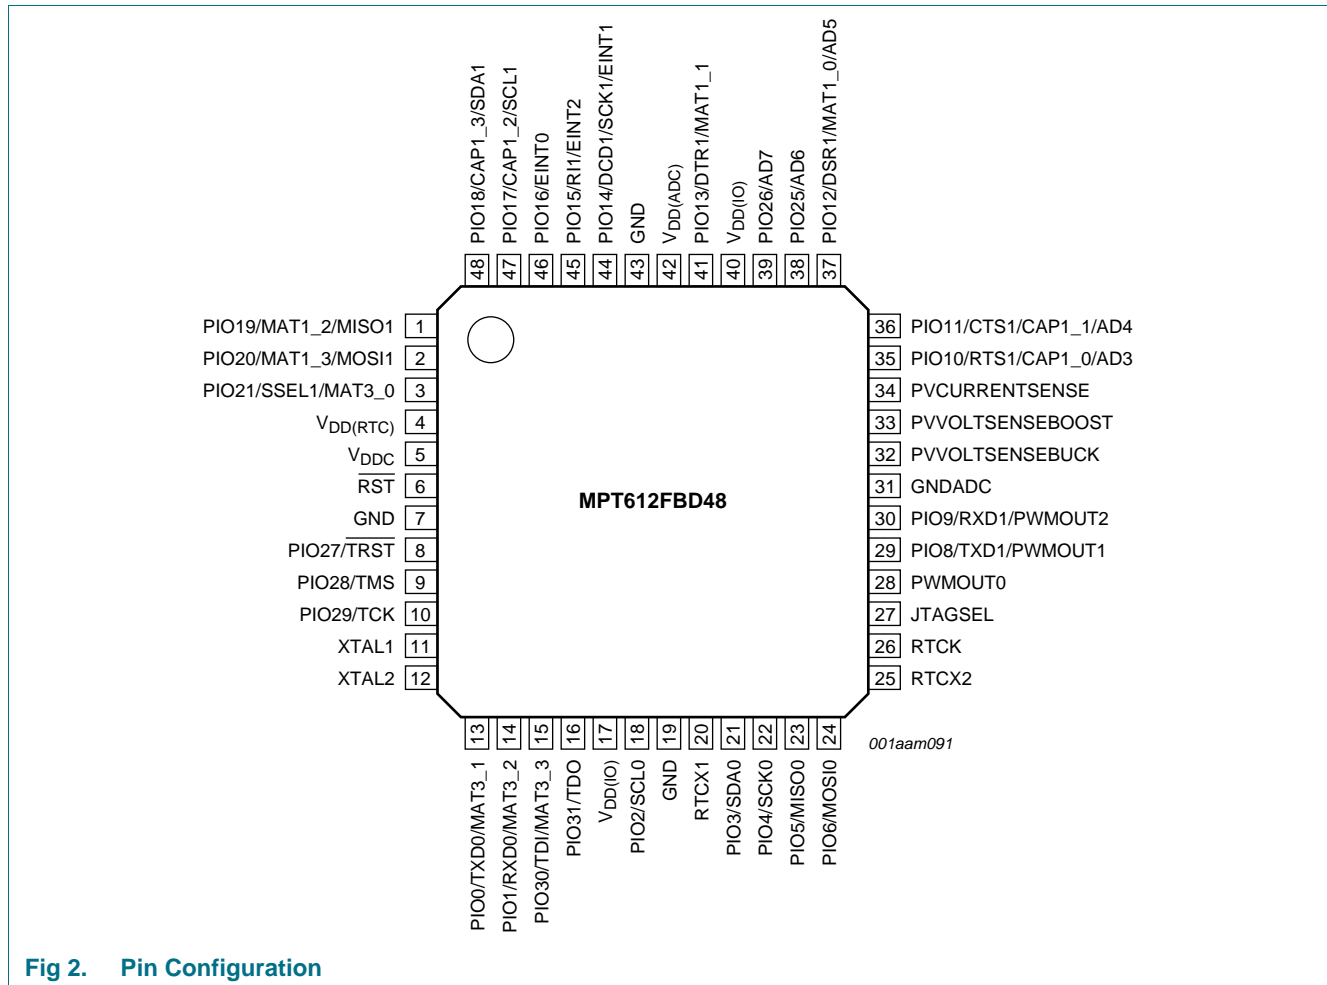 PIO18/CAP1_3/SDA1
PIO17/CAP1_2/SCL1
PIO16/EINT0
PIO15/RI1/EINT2
PIO14/DCD1/SCK1/EINT1
GND
VDD(ADC)
PIO13/DTR1/MAT1_1
VDD(IO)
PIO26/AD7
PIO25/AD6
PIO12/DSR1/MAT1_0/AD5
48 47 46 45 44 43 42 41 40 39 38 37
PIO19/MAT1_2/MISO1 1
PIO20/MAT1_3/MOSI1 2
PIO21/SSEL1/MAT3_0 3
VDD(RTC) 4
VDDC 5
RST 6
GND 7
PIO27/TRST 8
PIO28/TMS 9
PIO29/TCK 10
XTAL1 11
XTAL2 12
MPT612FBD48
36 PIO11/CTS1/CAP1_1/AD4
35 PIO10/RTS1/CAP1_0/AD3
34 PVCURRENTSENSE
33 PVVOLTSENSEBOOST
32 PVVOLTSENSEBUCK
31 GNDADC
30 PIO9/RXD1/PWMOUT2
29 PIO8/TXD1/PWMOUT1
28 PWMOUT0
27 JTAGSEL
26 RTCK
25 RTCX2
13 14 15 16 17 18 19 20 21 22 23 24
PIO0/TXD0/MAT3_1
PIO1/RXD0/MAT3_2
PIO30/TDI/MAT3_3
PIO31/TDO
VDD(IO)
PIO2/SCL0
GND
RTCX1
PIO3/SDA0
PIO4/SCK0
PIO5/MISO0
PIO6/MOSI0
001aam091
Fig 2. Pin Configuration